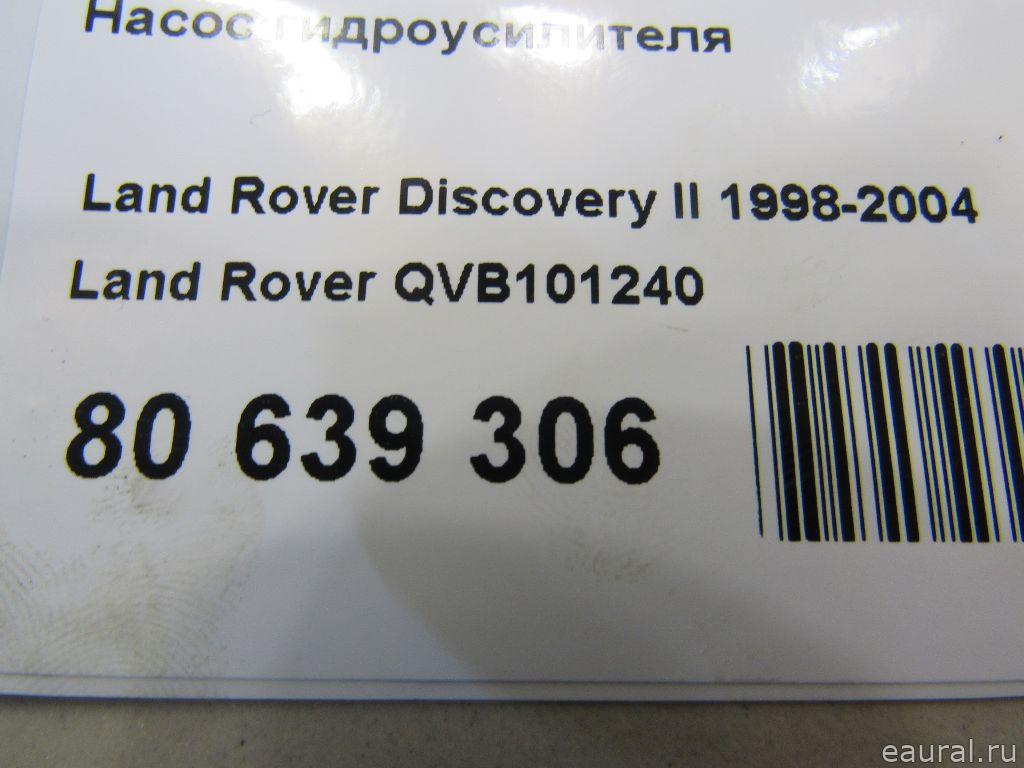 Насос гидроусилителя
Land Rover Discovery II 1998-2004
Land Rover QVB101240
80 639 306
eaural.ru